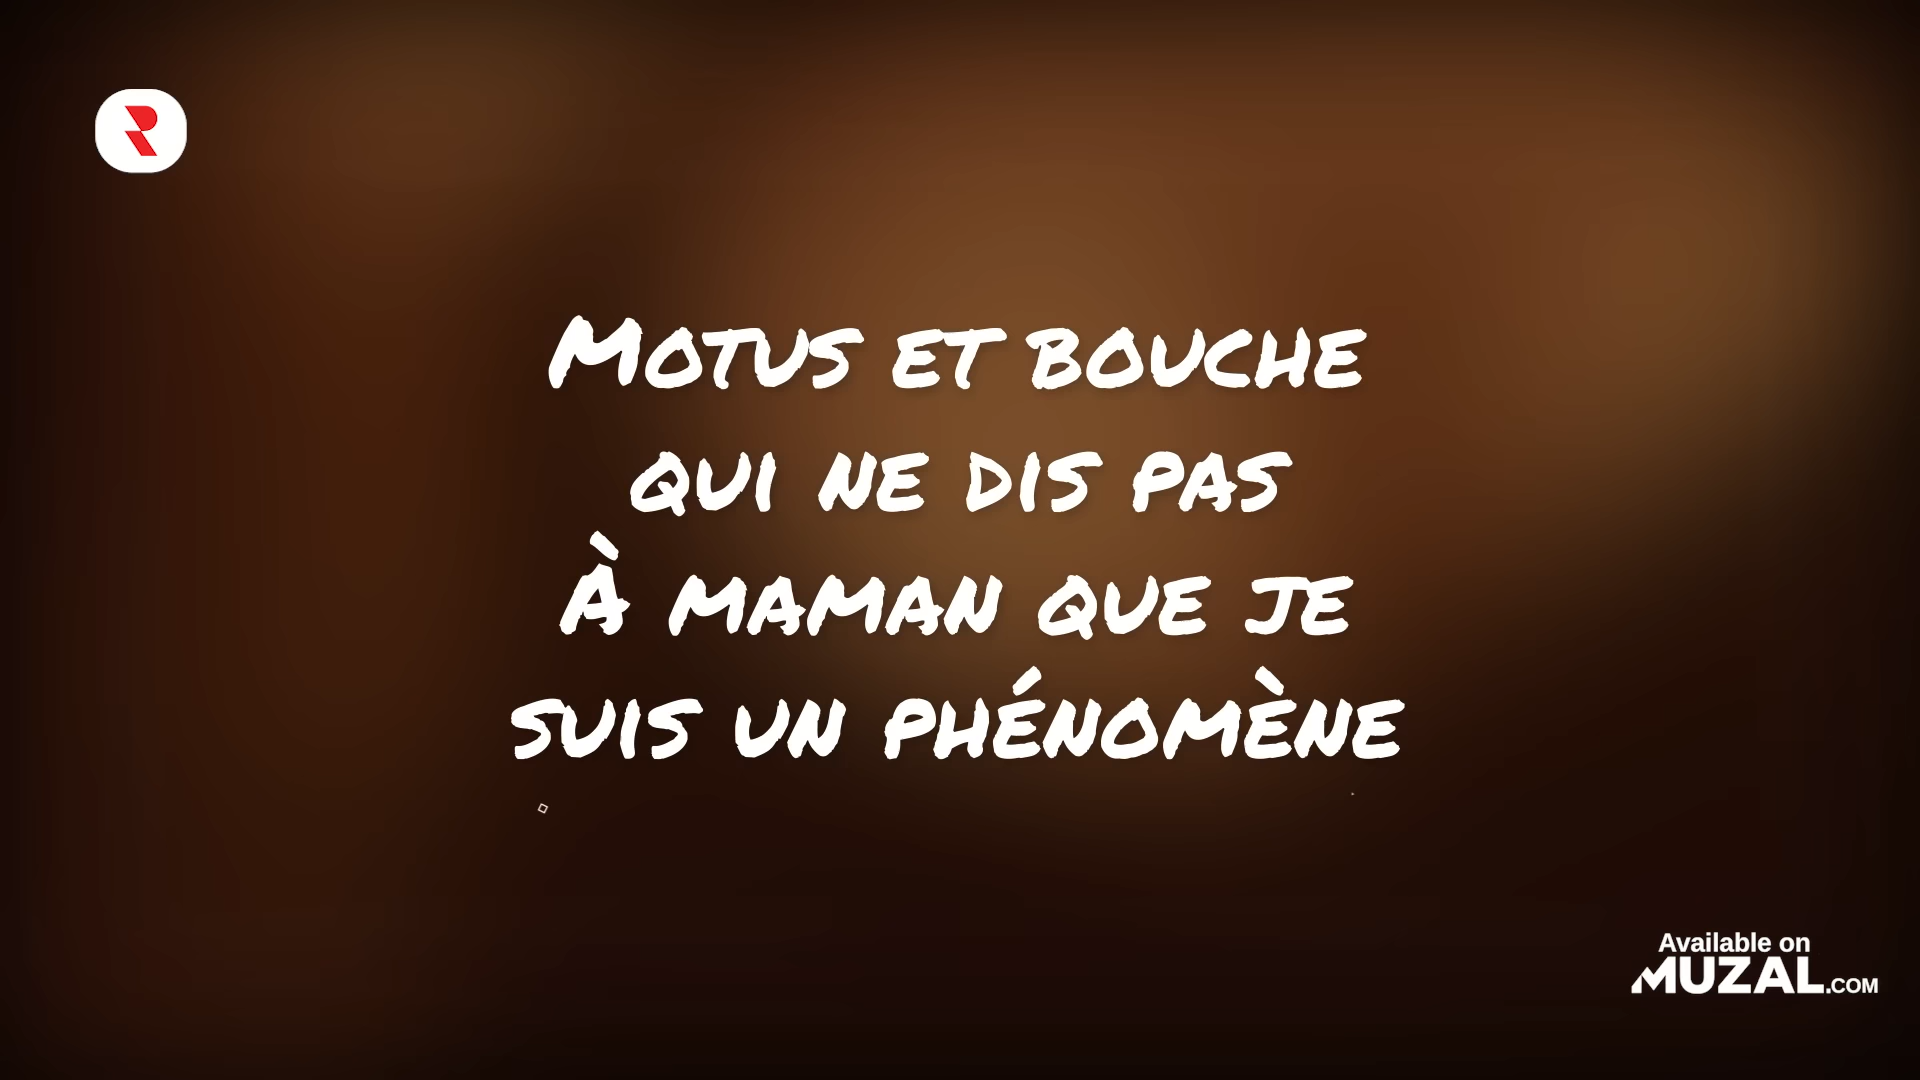 Motus et bouche
qui ne dis pas
À maman que je
suis un phénomène
Available on
MUZAL.COM